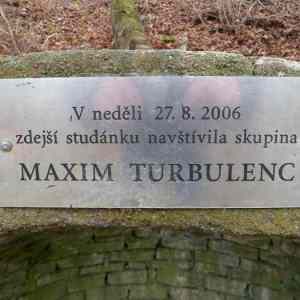 V neděli 27. 8. 2006
zdejší studánku navštívila skupina
MAXIM TURBULENC